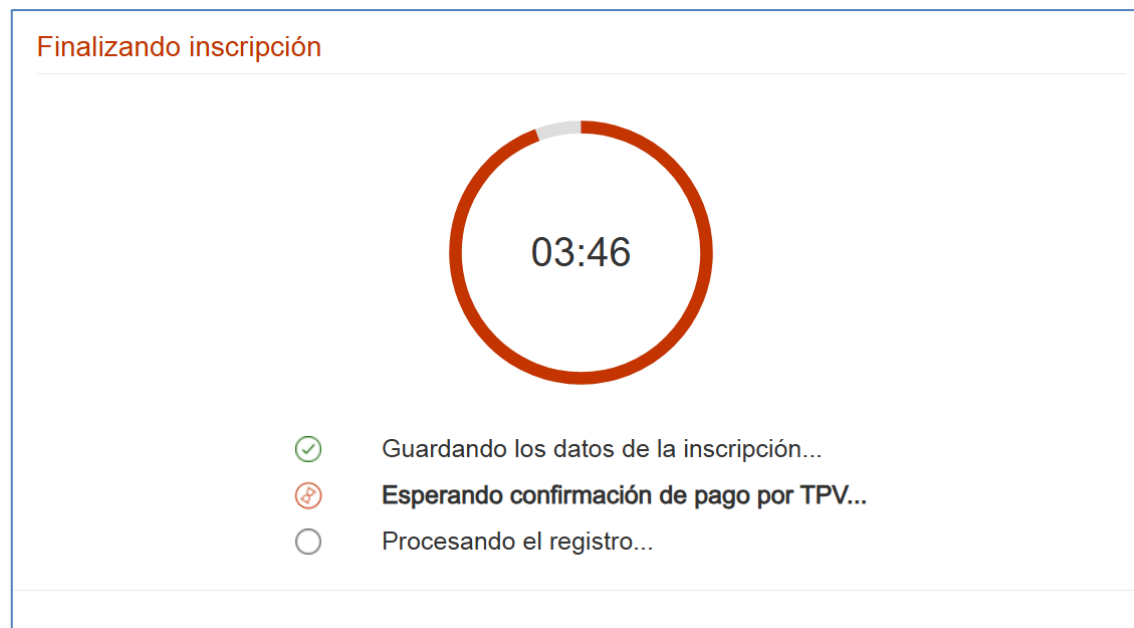 Finalizando inscripción
03:46
Guardando los datos de la inscripción...
Esperando confirmación de pago por TPV...
Procesando el registro...